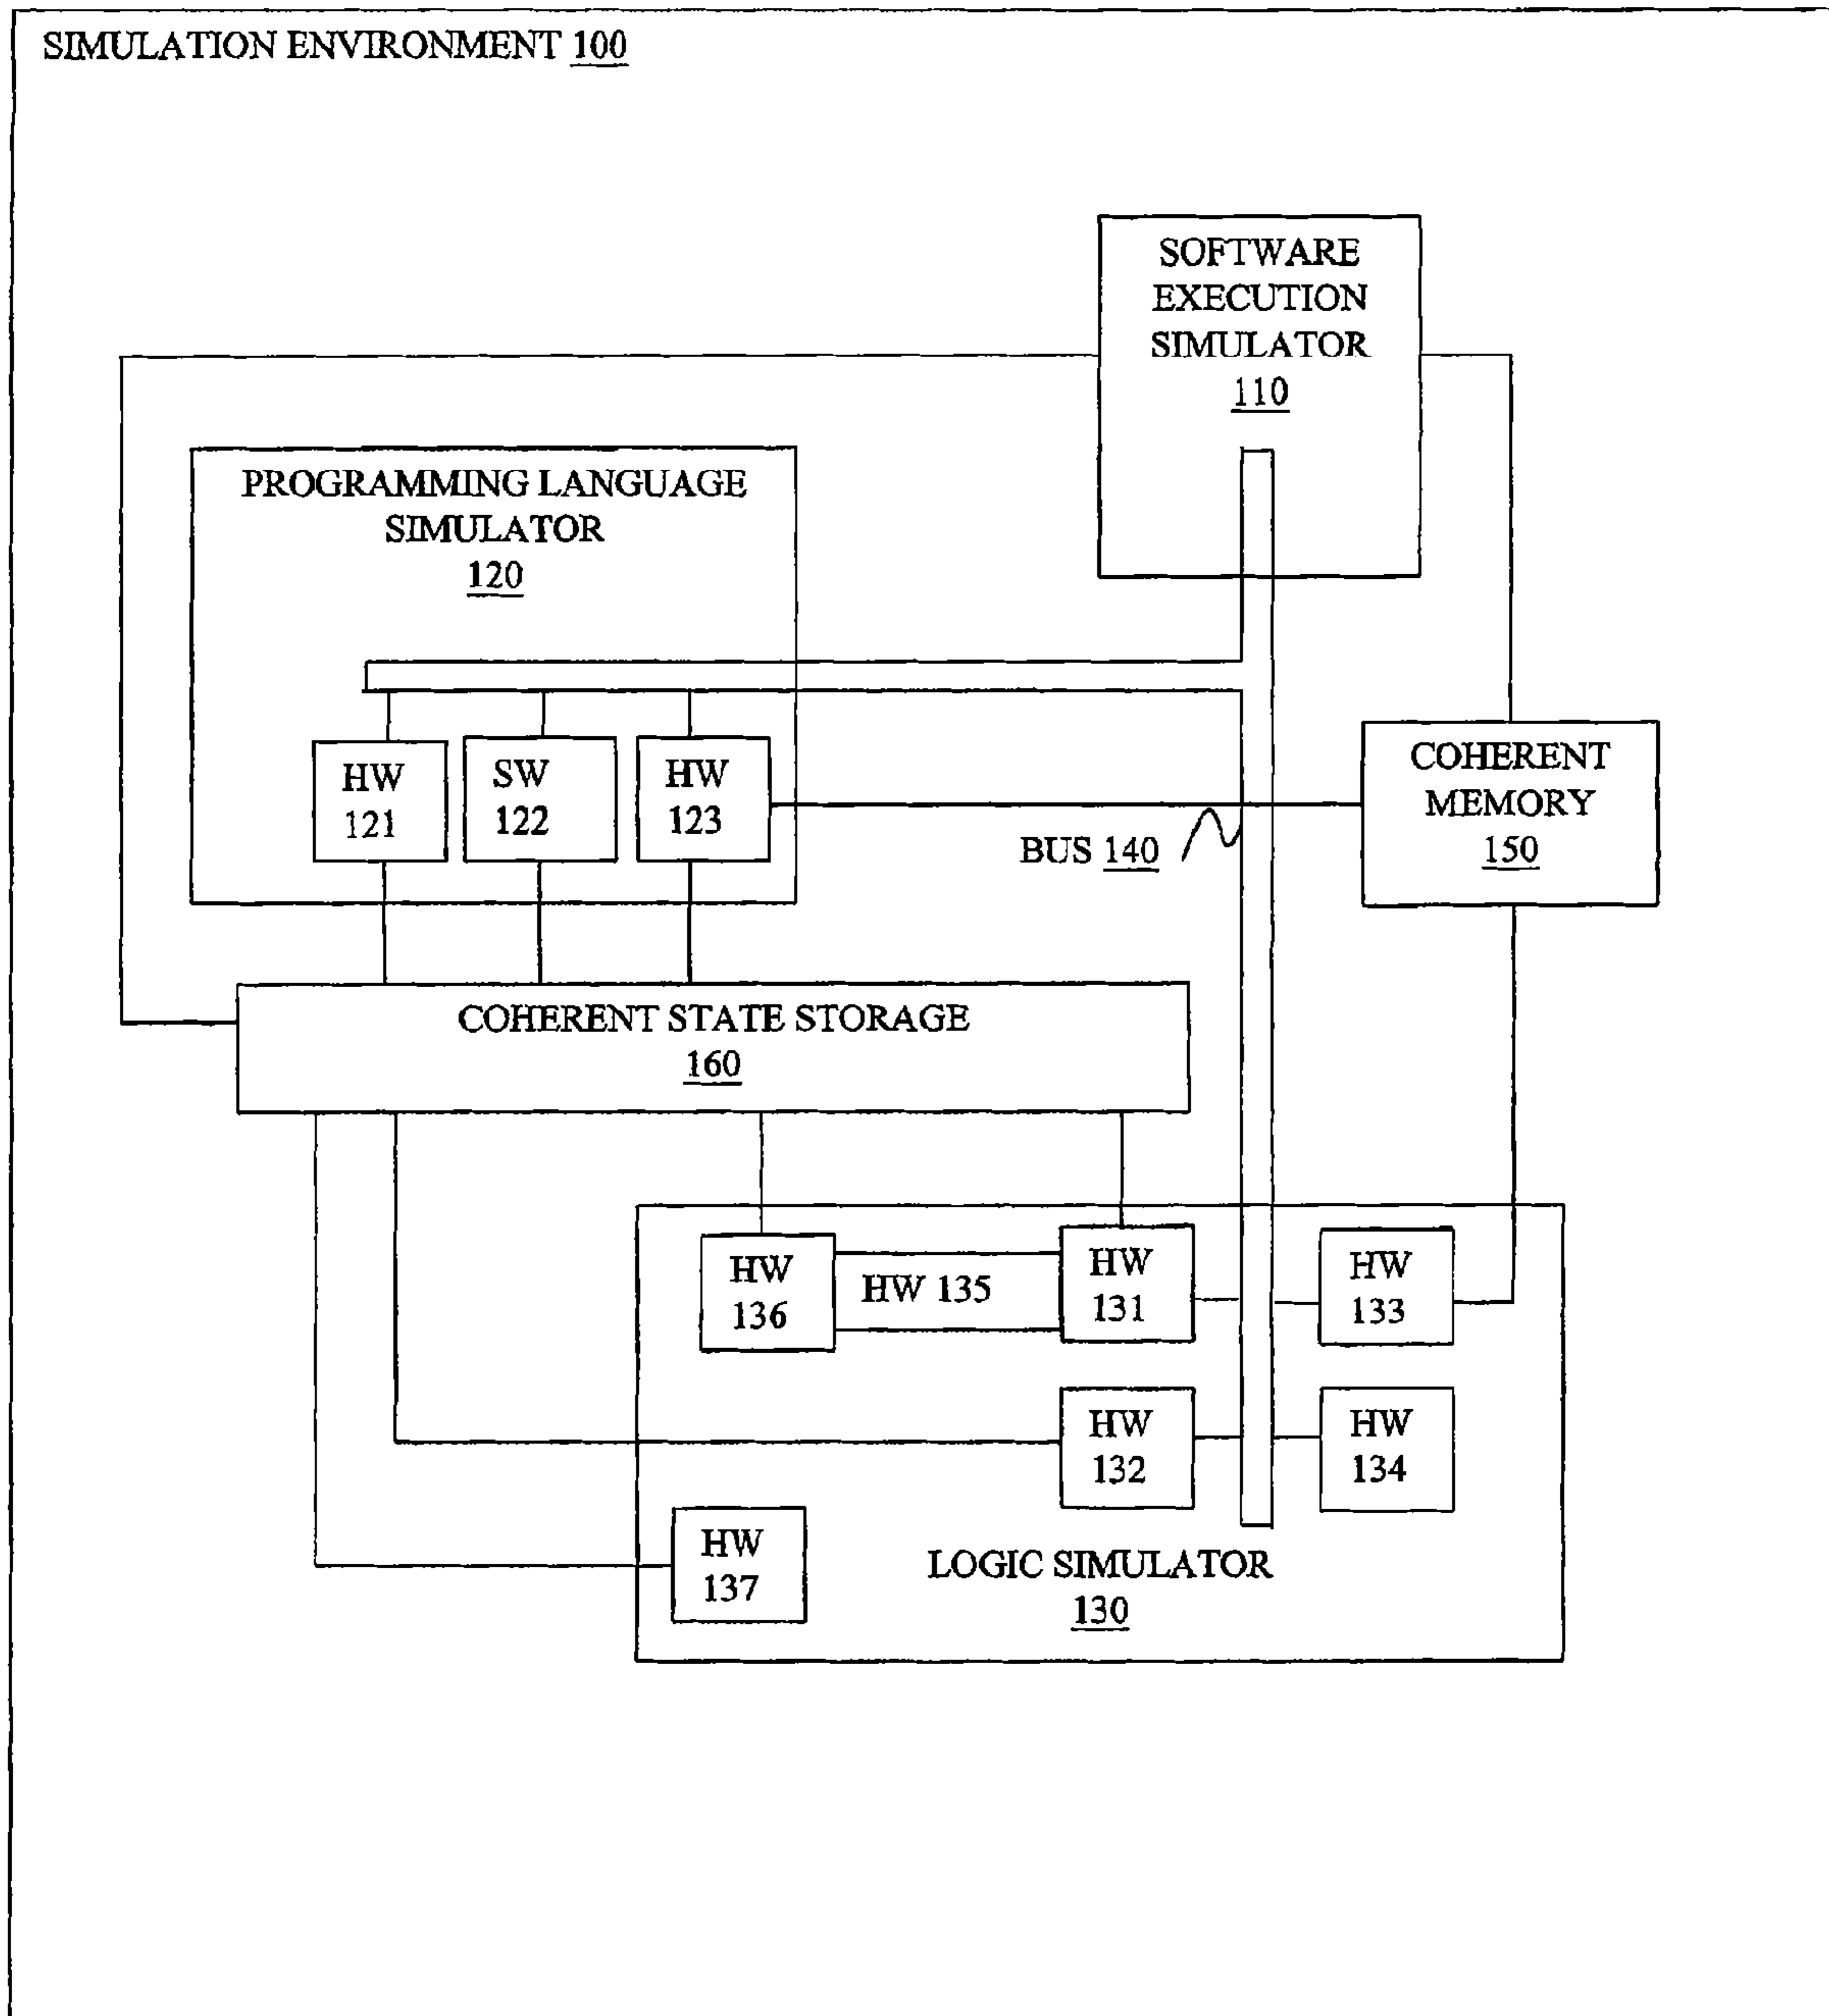 SIMULATION ENVIRONMENT 100
SOFTWARE
EXECUTION
SIMULATOR
110
PROGRAMMING LANGUAGE
SIMULATOR
120
HW
121
SW
122
HW
123
BUS 140
COHERENT
MEMORY
150
COHERENT STATE STORAGE
160
HW
136
HW 135
HW
131
HW
133
HW
132
HW
134
HW
137
LOGIC SIMULATOR
130